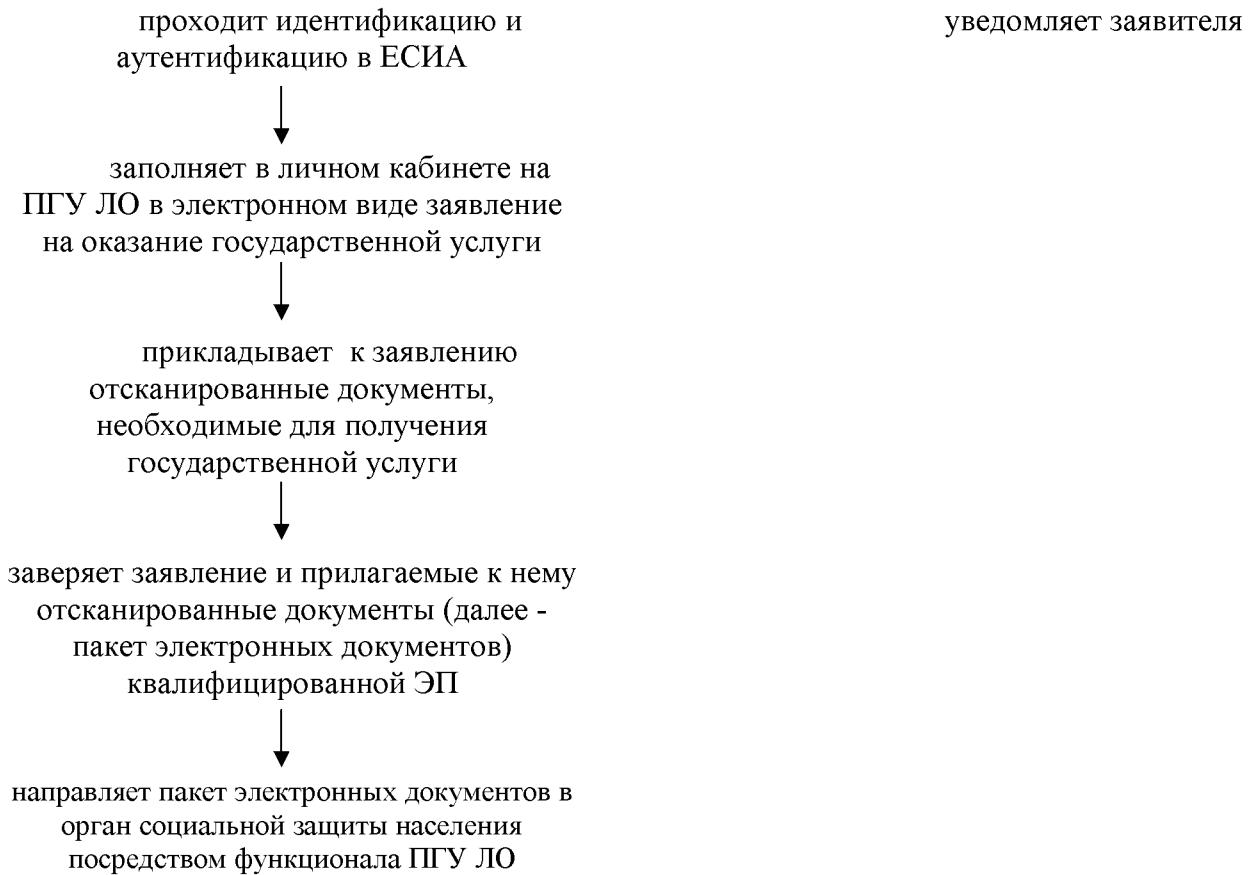 проходит идентификацию и
аутентификацию в ЕСИА
заполняет в личном кабинете на
ПГУ ЛО в электронном виде заявление
на оказание государственной услуги
прикладывает к заявлению
отсканированные документы,
необходимые для получения
государственной услуги
заверяет заявление и прилагаемые к нему
отсканированные документы (далее -
пакет электронных документов)
квалифицированной ЭП
направляет пакет электронных документов в
орган социальной защиты населения
посредством функционала ПГУ ЛО
уведомляет заявителя